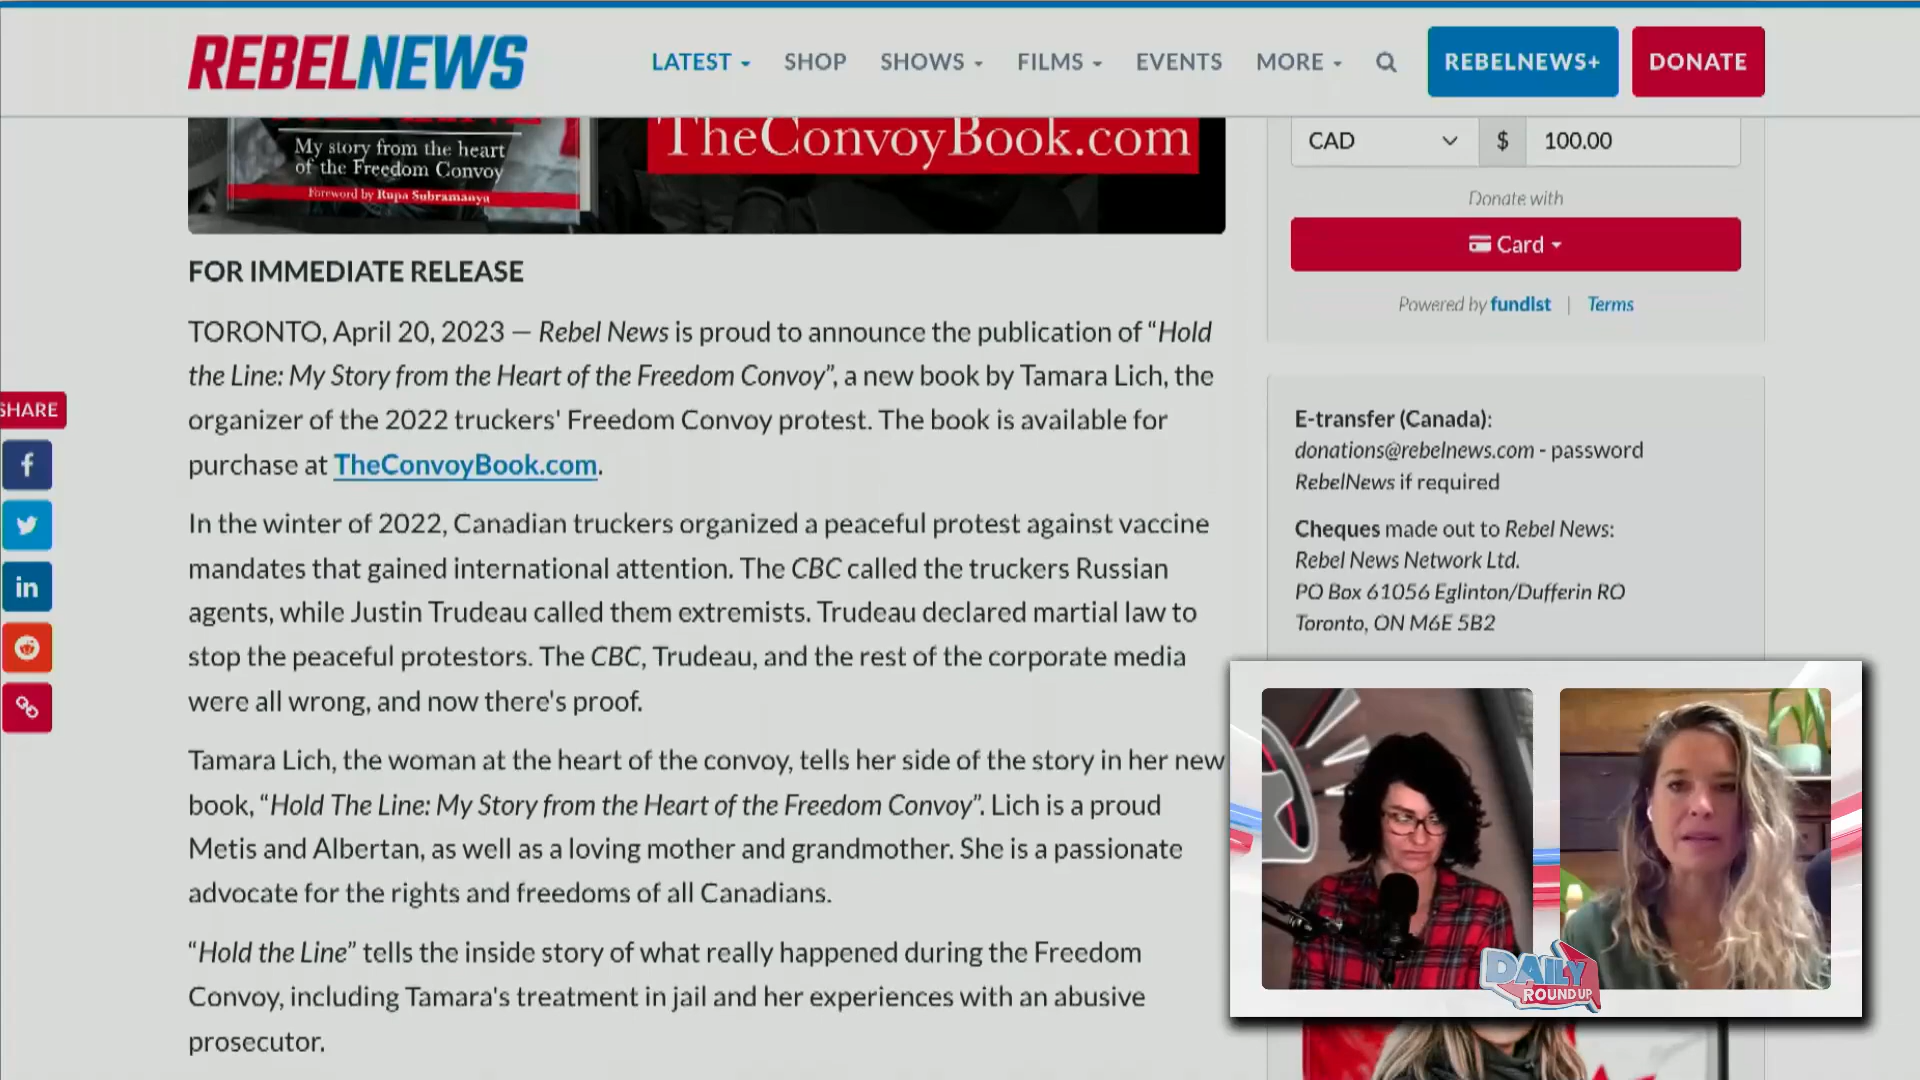 REBELNEWS
LATEST SHOP SHOWS FILMS EVENTS MORE REBELNEWS+ DONATE
My story from the heart
of the Freedom Convoy
Foreword by Rupa Subramanya
TheConvoyBook.com
CAD $ 100.00
Donate with
Card
Powered by fundist | Terms
FOR IMMEDIATE RELEASE
TORONTO, April 20, 2023 — Rebel News is proud to announce the publication of “Hold
the Line: My Story from the Heart of the Freedom Convoy”, a new book by Tamara Lich, the
organizer of the 2022 truckers' Freedom Convoy protest. The book is available for
purchase at TheConvoyBook.com.
In the winter of 2022, Canadian truckers organized a peaceful protest against vaccine
mandates that gained international attention. The CBC called the truckers Russian
agents, while Justin Trudeau called them extremists. Trudeau declared martial law to
stop the peaceful protestors. The CBC, Trudeau, and the rest of the corporate media
were all wrong, and now there's proof.
Tamara Lich, the woman at the heart of the convoy, tells her side of the story in her new
book, “Hold The Line: My Story from the Heart of the Freedom Convoy”. Lich is a proud
Metis and Albertan, as well as a loving mother and grandmother. She is a passionate
advocate for the rights and freedoms of all Canadians.
“Hold the Line” tells the inside story of what really happened during the Freedom
Convoy, including Tamara's treatment in jail and her experiences with an abusive
prosecutor.
SHARE
E-transfer (Canada):
donations@rebelnews.com - password
RebelNews if required
Cheques made out to Rebel News:
Rebel News Network Ltd.
PO Box 61056 Eglinton/Dufferin RO
Toronto, ON M6E 5B2
DAILY
ROUNDUP